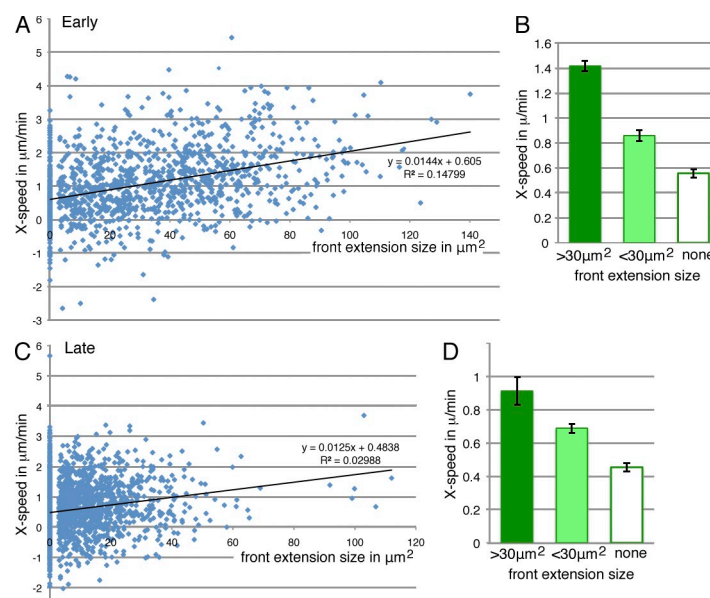 A
Early
6
5
4
3
2
1
0
-1
-2
-3
X-speed in µm/min
0
20
40
60
80
100
120
140
y = 0.0144x + 0.605
R² = 0.14799
front extension size in µm²
B
1.6
1.4
1.2
1
0.8
0.6
0.4
0.2
0
X-speed in µ/min
>30µm² <30µm² none
front extension size
C
Late
6
5
4
3
2
1
0
-1
-2
X-speed in µm/min
0
20
40
60
80
100
120
y = 0.0125x + 0.4838
R² = 0.02988
front extension size in µm²
D
1
0.8
0.6
0.4
0.2
0
X-speed in µ/min
>30µm² <30µm² none
front extension size